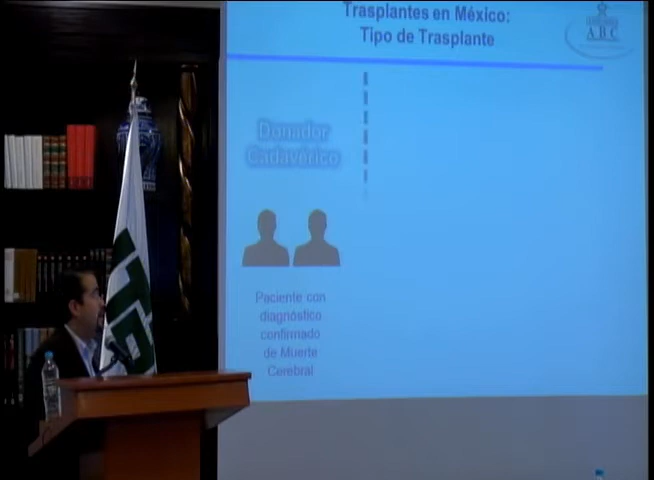 Trasplantes en México:
Tipo de Trasplante
ABC
Donador
Cadavérico
Paciente con
diagnóstico
confirmado
de Muerte
Cerebral